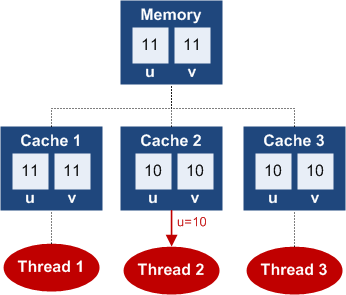 Memory
11 11
u v
Cache 1 Cache 2 Cache 3
11 11 10 10 10 10
u v u v u v
u=10
Thread 1 Thread 2 Thread 3